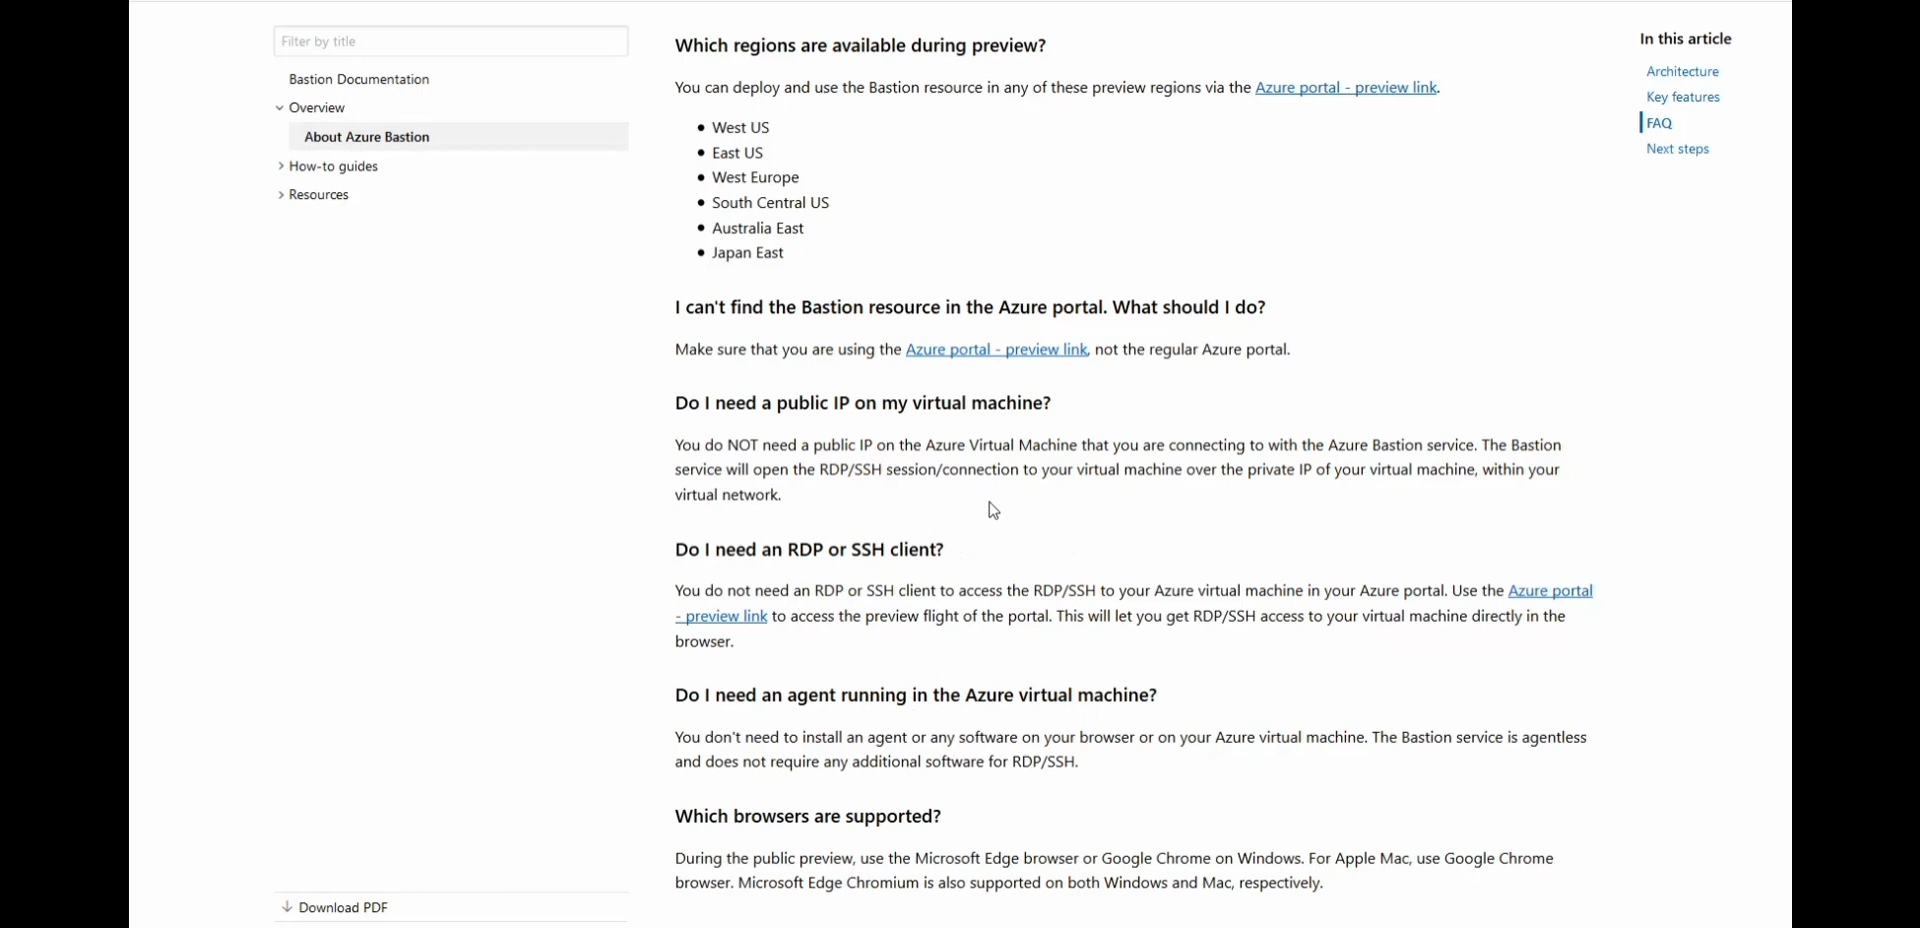 Filter by title
Bastion Documentation
Overview
About Azure Bastion
How-to guides
Resources
Download PDF
Which regions are available during preview?
You can deploy and use the Bastion resource in any of these preview regions via the Azure portal - preview link.
• West US
• East US
• West Europe
• South Central US
• Australia East
• Japan East
I can't find the Bastion resource in the Azure portal. What should I do?
Make sure that you are using the Azure portal - preview link, not the regular Azure portal.
Do I need a public IP on my virtual machine?
You do NOT need a public IP on the Azure Virtual Machine that you are connecting to with the Azure Bastion service. The Bastion
service will open the RDP/SSH session/connection to your virtual machine over the private IP of your virtual machine, within your
virtual network.
Do I need an RDP or SSH client?
You do not need an RDP or SSH client to access the RDP/SSH to your Azure virtual machine in your Azure portal. Use the Azure portal
- preview link to access the preview flight of the portal. This will let you get RDP/SSH access to your virtual machine directly in the
browser.
Do I need an agent running in the Azure virtual machine?
You don't need to install an agent or any software on your browser or on your Azure virtual machine. The Bastion service is agentless
and does not require any additional software for RDP/SSH.
Which browsers are supported?
During the public preview, use the Microsoft Edge browser or Google Chrome on Windows. For Apple Mac, use Google Chrome
browser. Microsoft Edge Chromium is also supported on both Windows and Mac, respectively.
In this article
Architecture
Key features
FAQ
Next steps